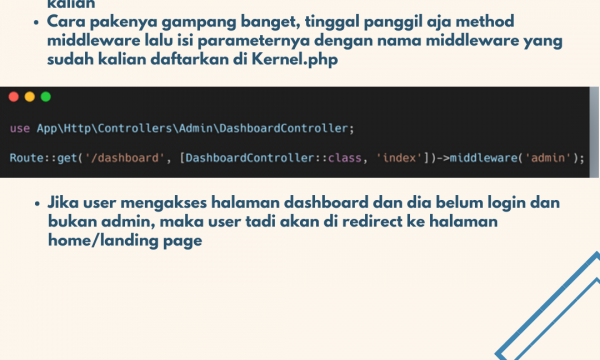 kalian
• Cara pakenya gampang banget, tinggal panggil aja method
middleware lalu isi parameternya dengan nama middleware yang
sudah kalian daftarkan di Kernel.php
use App\Http\Controllers\Admin\DashboardController;
Route::get('/dashboard', [DashboardController::class, 'index'])->middleware('admin');
• Jika user mengakses halaman dashboard dan dia belum login dan
bukan admin, maka user tadi akan di redirect ke halaman
home/landing page